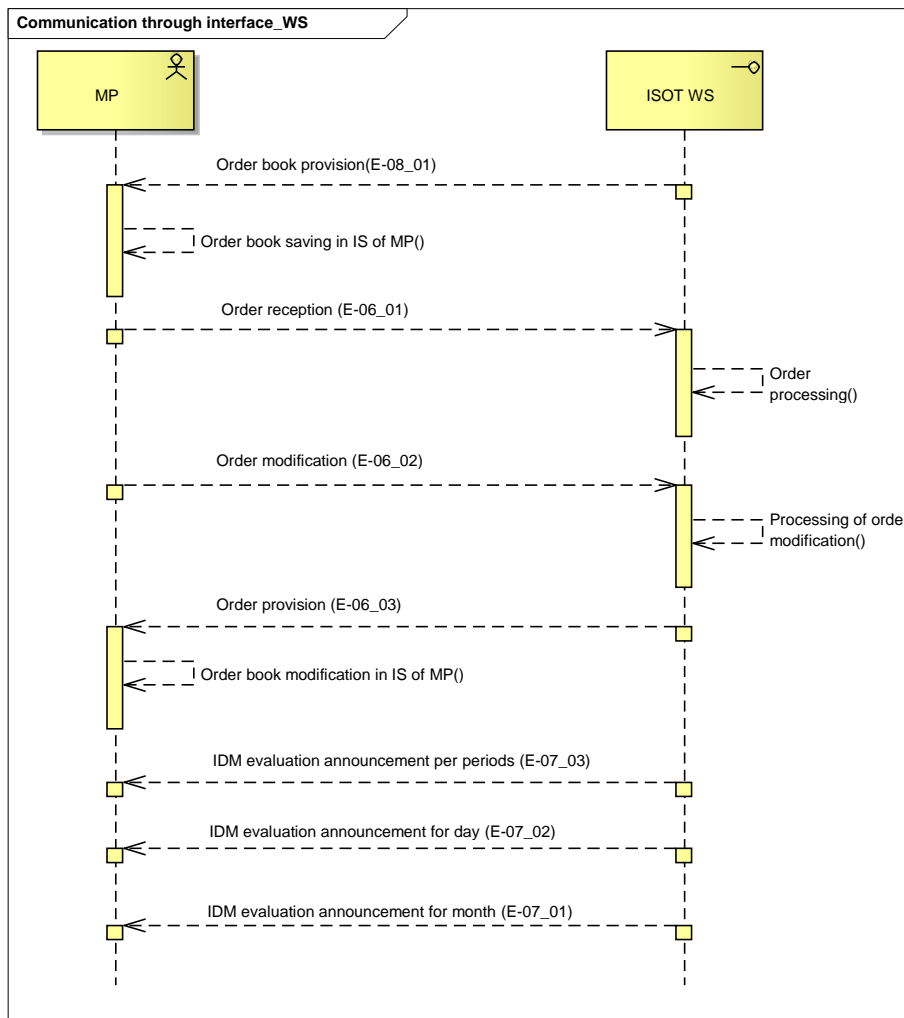 Communication through interface_WS
MP
ISOT WS
Order book provision(E-08_01)
Order book saving in IS of MP()
Order reception (E-06_01)
Order
processing()
Order modification (E-06_02)
Processing of orde
modification()
Order provision (E-06_03)
Order book modification in IS of MP()
IDM evaluation announcement per periods (E-07_03)
IDM evaluation announcement for day (E-07_02)
IDM evaluation announcement for month (E-07_01)